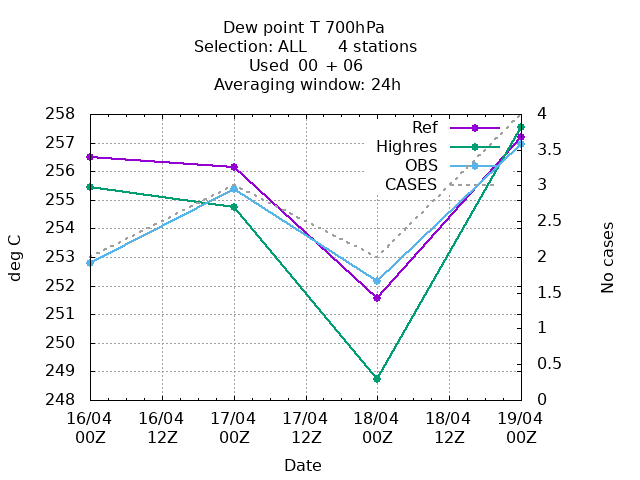 Dew point T 700hPa
Selection: ALL      4 stations
Used  00 + 06
Averaging window: 24h
258
257
256
255
254
253
252
251
250
249
248
deg C
4
3.5
3
2.5
2
1.5
1
0.5
0
No cases
Ref
Highres
OBS
CASES
16/04 16/04 17/04 17/04 18/04 18/04 19/04
00Z 12Z 00Z 12Z 00Z 12Z 00Z
Date